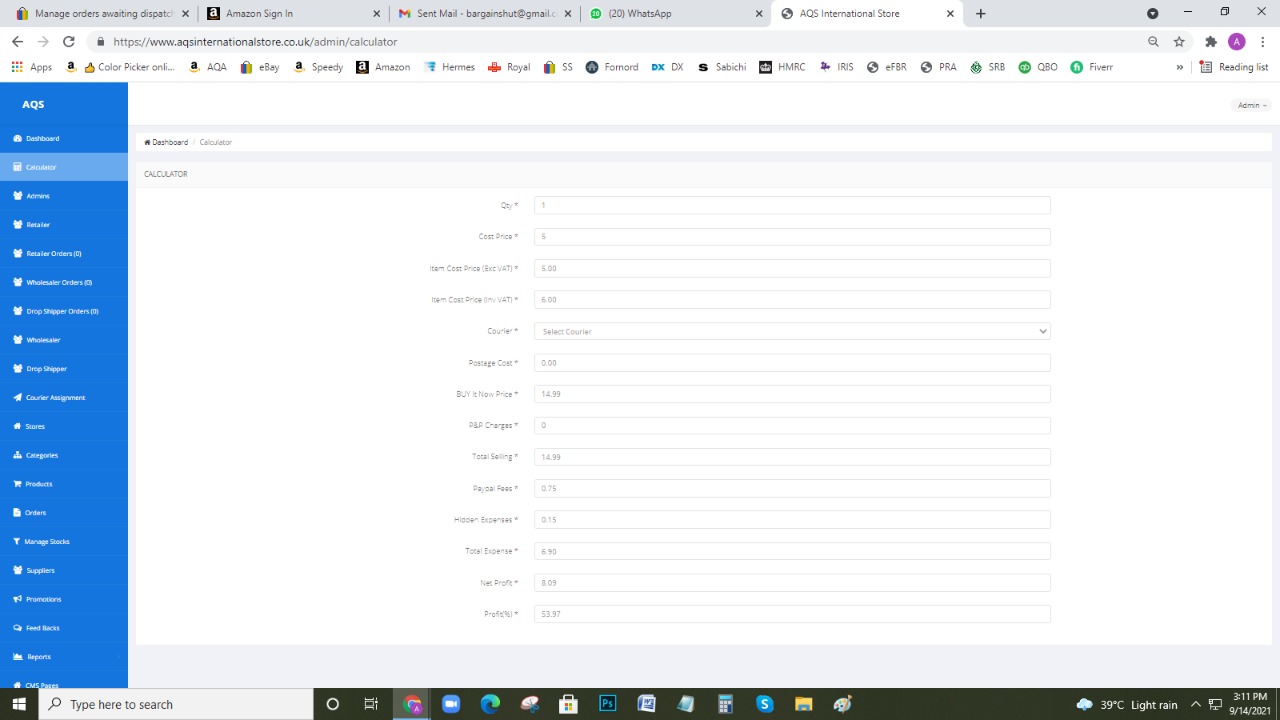 awaiting dispatch
Amazon Sign In
Sent Mail - bargainshut@gmail.c
(20) WhatsApp
AQS International Store
https://www.aqsinternationalstore.co.uk/admin/calculator
A
Apps
Color Picker onli...
AQA
eBay
Speedy
Amazon
Hermes
Royal
SS
Fornord
DX DX
S Sabichi
HMRC
IRIS
eFBR
PRA
SRB
QBO
Fiverr
»
Reading list
AQS
Admin
Dashboard
Calculator
Admins
Retailer
Retailer Orders (0)
Wholesaler Orders (0)
Drop Shipper Orders (0)
Wholesaler
Drop Shipper
Courier Assignment
Stores
Categories
Products
Orders
Manage Stocks
Suppliers
Promotions
Feed Backs
Reports
CMS Pages
Dashboard / Calculator
CALCULATOR
Qty * 1
Cost Price * 5
Item Cost Price (Exc VAT) * 5.00
Item Cost Price (Inv VAT) * 6.00
Courier * Select Courier
Postage Cost * 0.00
BUY It Now Price * 14.99
P&P Charges * 0
Total Selling * 14.99
Paypal Fees * 0.75
Hidden Expenses * 0.15
Total Expense * 6.90
Net Profit * 8.09
Profit(%) * 53.97
Type here to search
Ps
39°C Light rain
3:11 PM
9/14/2021